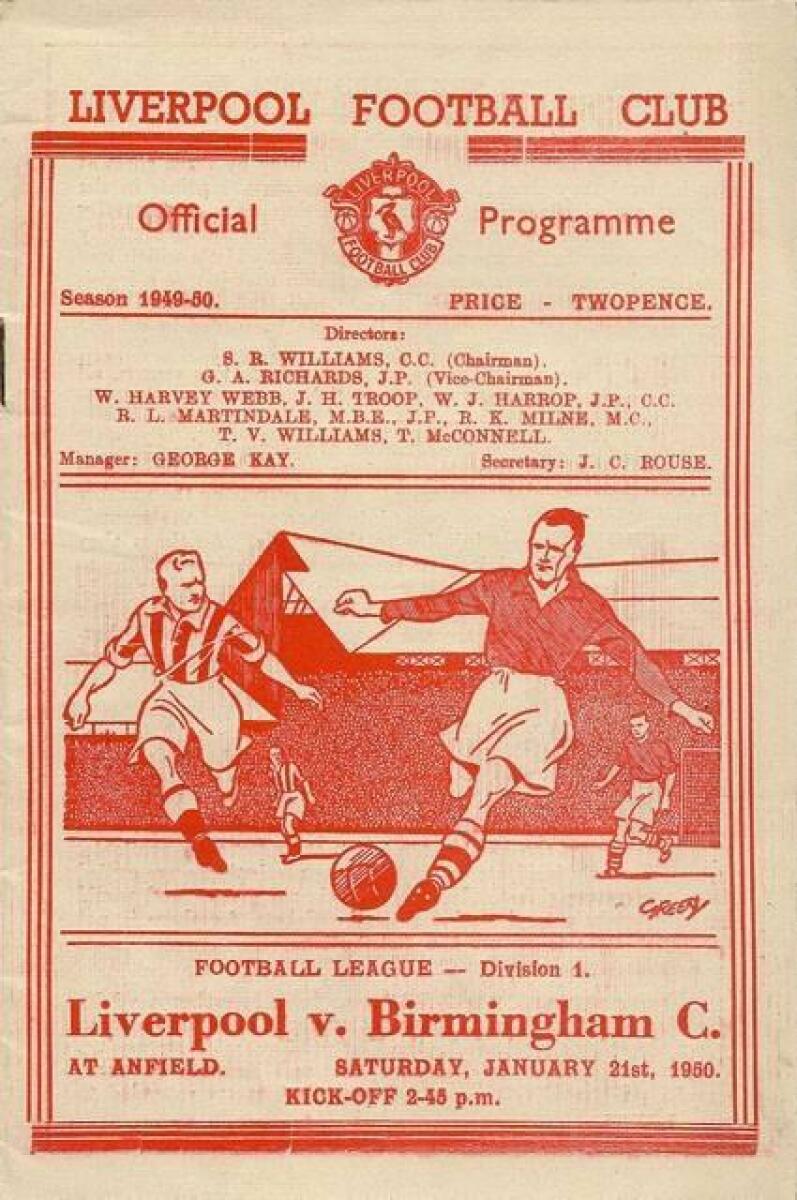 LIVERPOOL FOOTBALL CLUB
Official Programme
LIVERPOOL
FOOTBALL CLUB
Season 1949-50. PRICE - TWOPENCE.
Directors:
S. R. WILLIAMS, C.C. (Chairman).
G. A. RICHARDS, J.P. (Vice-Chairman).
W. HARVEY WEBB, J. H. TROOP, W. J. HARROP, J.P., C.C.
R. L. MARTINDALE, M.B.E., J.P., R. K. MILNE, M.C.,
T. V. WILLIAMS, T. McCONNELL.
Manager: GEORGE KAY. Secretary: J. C. ROUSE.
FOOTBALL LEAGUE — Division 1.
Liverpool v. Birmingham C.
AT ANFIELD. SATURDAY, JANUARY 21st, 1950.
KICK-OFF 2-45 p.m.